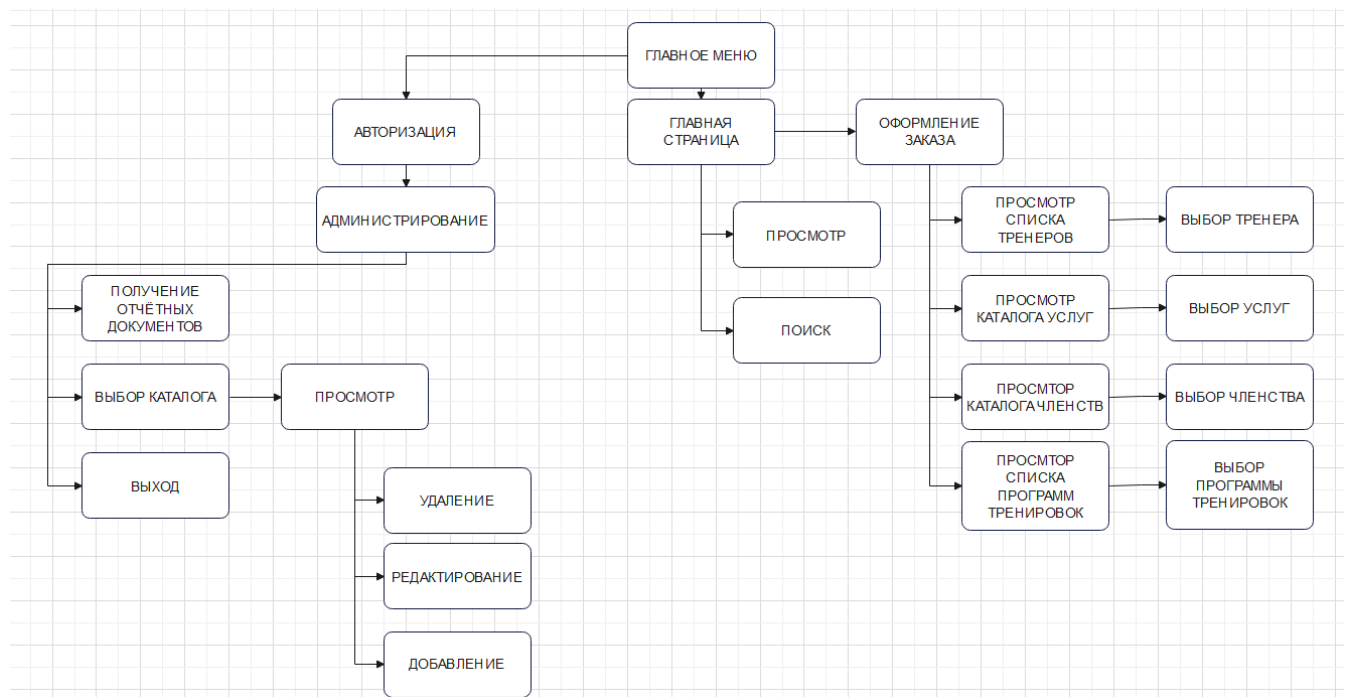 ГЛАВНОЕ МЕНЮ
АВТОРИЗАЦИЯ
ГЛАВНАЯ
СТРАНИЦА
ОФОРМЛЕНИЕ
ЗАКАЗА
АДМИНИСТРИРОВАНИЕ
ПРОСМОТР
СПИСКА
ТРЕНЕРОВ
ВЫБОР ТРЕНЕРА
ПРОСМОТР
ПОЛУЧЕНИЕ
ОТЧЁТНЫХ
ДОКУМЕНТОВ
ПРОСМОТР
КАТАЛОГА УСЛУГ
ВЫБОР УСЛУГ
ПОИСК
ВЫБОР КАТАЛОГА
ПРОСМОТР
ПРОСМТОР
КАТАЛОГА ЧЛЕНСТВ
ВЫБОР ЧЛЕНСТВА
ВЫХОД
УДАЛЕНИЕ
ПРОСМТОР
СПИСКА
ПРОГРАММ
ТРЕНИРОВОК
ВЫБОР
ПРОГРАММЫ
ТРЕНИРОВОК
РЕДАКТИРОВАНИЕ
ДОБАВЛЕНИЕ